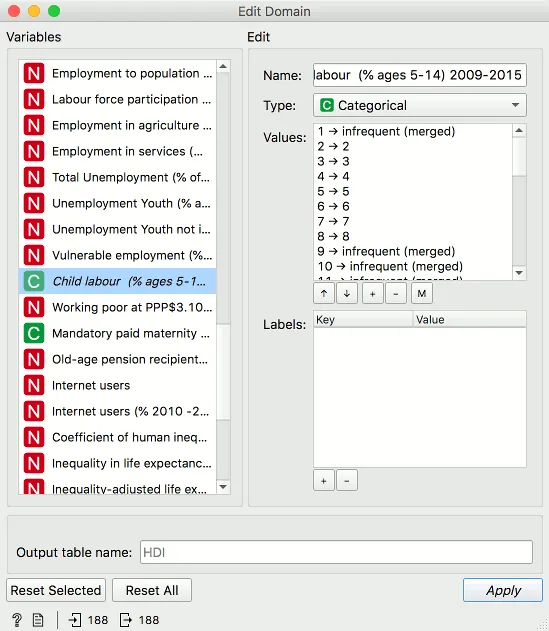 Edit Domain
Variables
Edit
N Employment to population ...
N Labour force participation ...
N Employment in agriculture ...
N Employment in services (...
N Total Unemployment (% of...
N Unemployment Youth (% a...
N Unemployment Youth not i...
N Vulnerable employment (%...
C Child labour (% ages 5-1...
N Working poor at PPP$3.10...
C Mandatory paid maternity ...
N Old-age pension recipient...
N Internet users
N Internet users (% 2010 -2...
N Coefficient of human ineq...
N Inequality in life expectanc...
N Inequality-adjusted life ex...
Name: labour (% ages 5-14) 2009-2015
Type: C Categorical
Values:
1 → infrequent (merged)
2 → 2
3 → 3
4 → 4
5 → 5
6 → 6
7 → 7
8 → 8
9 → infrequent (merged)
10 → infrequent (merged)
11 → infrequent (merged)
↑ ↓ + − M
Labels:
Key Value
+ −
Output table name: HDI
Reset Selected Reset All Apply
? 188 188